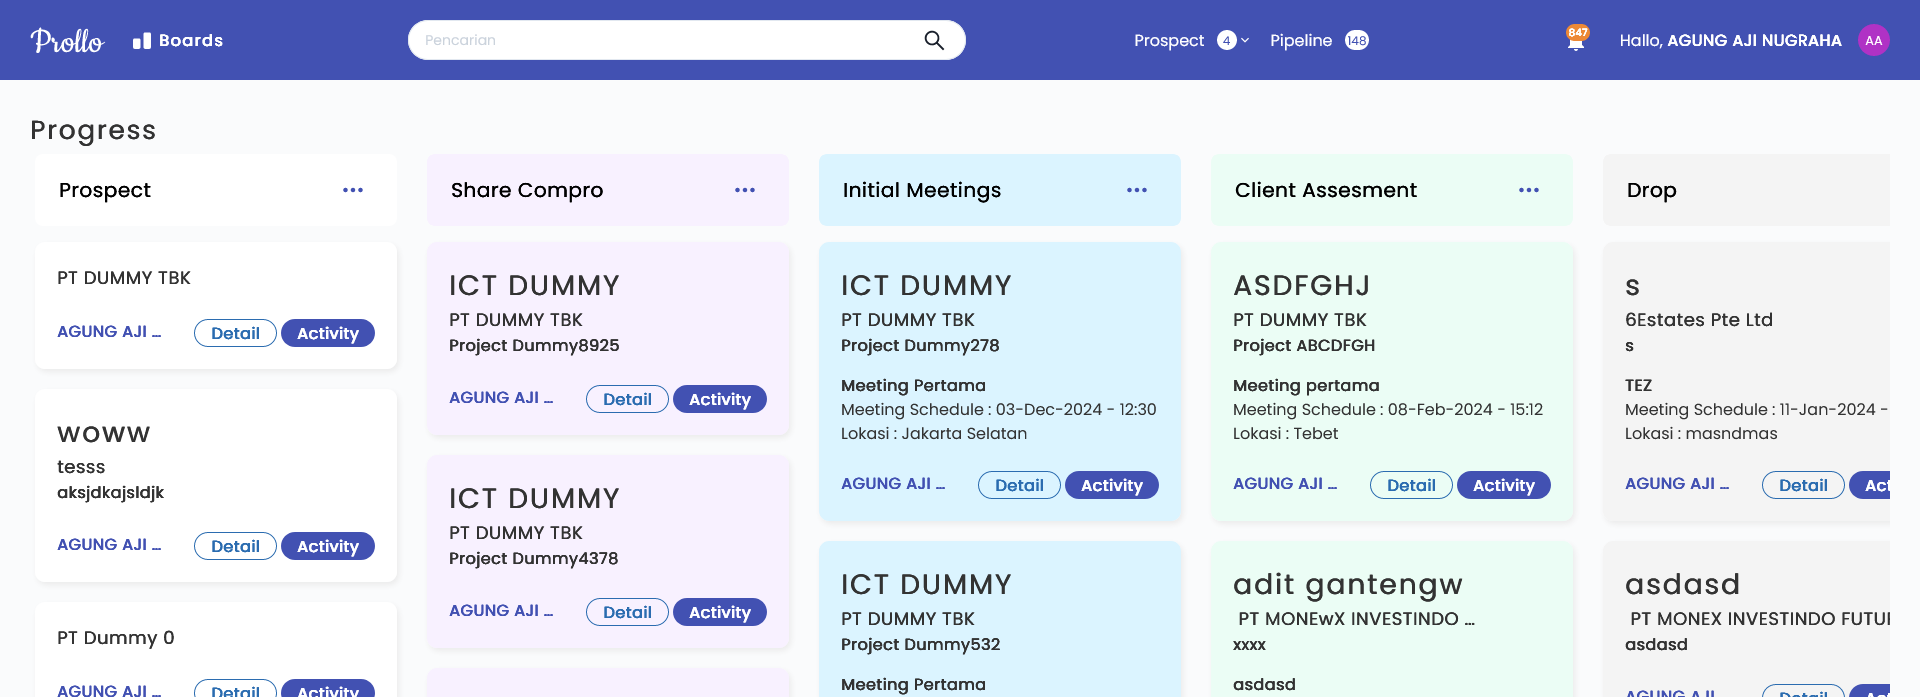 Prollo
Boards
Pencarian
Prospect 4
Pipeline 148
847
Hallo, AGUNG AJI NUGRAHA
AA
Progress
Prospect
PT DUMMY TBK
AGUNG AJI ...
Detail
Activity
woww
tesss
aksjdkajsldjk
AGUNG AJI ...
Detail
Activity
PT Dummy 0
AGUNG AJI ...
Detail
Activity
Share Compro
ICT DUMMY
PT DUMMY TBK
Project Dummy8925
AGUNG AJI ...
Detail
Activity
ICT DUMMY
PT DUMMY TBK
Project Dummy4378
AGUNG AJI ...
Detail
Activity
Initial Meetings
ICT DUMMY
PT DUMMY TBK
Project Dummy278
Meeting Pertama
Meeting Schedule : 03-Dec-2024 - 12:30
Lokasi : Jakarta Selatan
AGUNG AJI ...
Detail
Activity
ICT DUMMY
PT DUMMY TBK
Project Dummy532
Meeting Pertama
Client Assesment
ASDFGHJ
PT DUMMY TBK
Project ABCDFGH
Meeting pertama
Meeting Schedule : 08-Feb-2024 - 15:12
Lokasi : Tebet
AGUNG AJI ...
Detail
Activity
adit gantengw
PT MONEwX INVESTINDO ...
xxxx
asdasd
Drop
s
6Estates Pte Ltd
s
TEZ
Meeting Schedule : 11-Jan-2024 -
Lokasi : masndmas
AGUNG AJI ...
Detail
Act
asdasd
PT MONEX INVESTINDO FUTU
asdasd
AGUNG AJI ...
Detail
Act